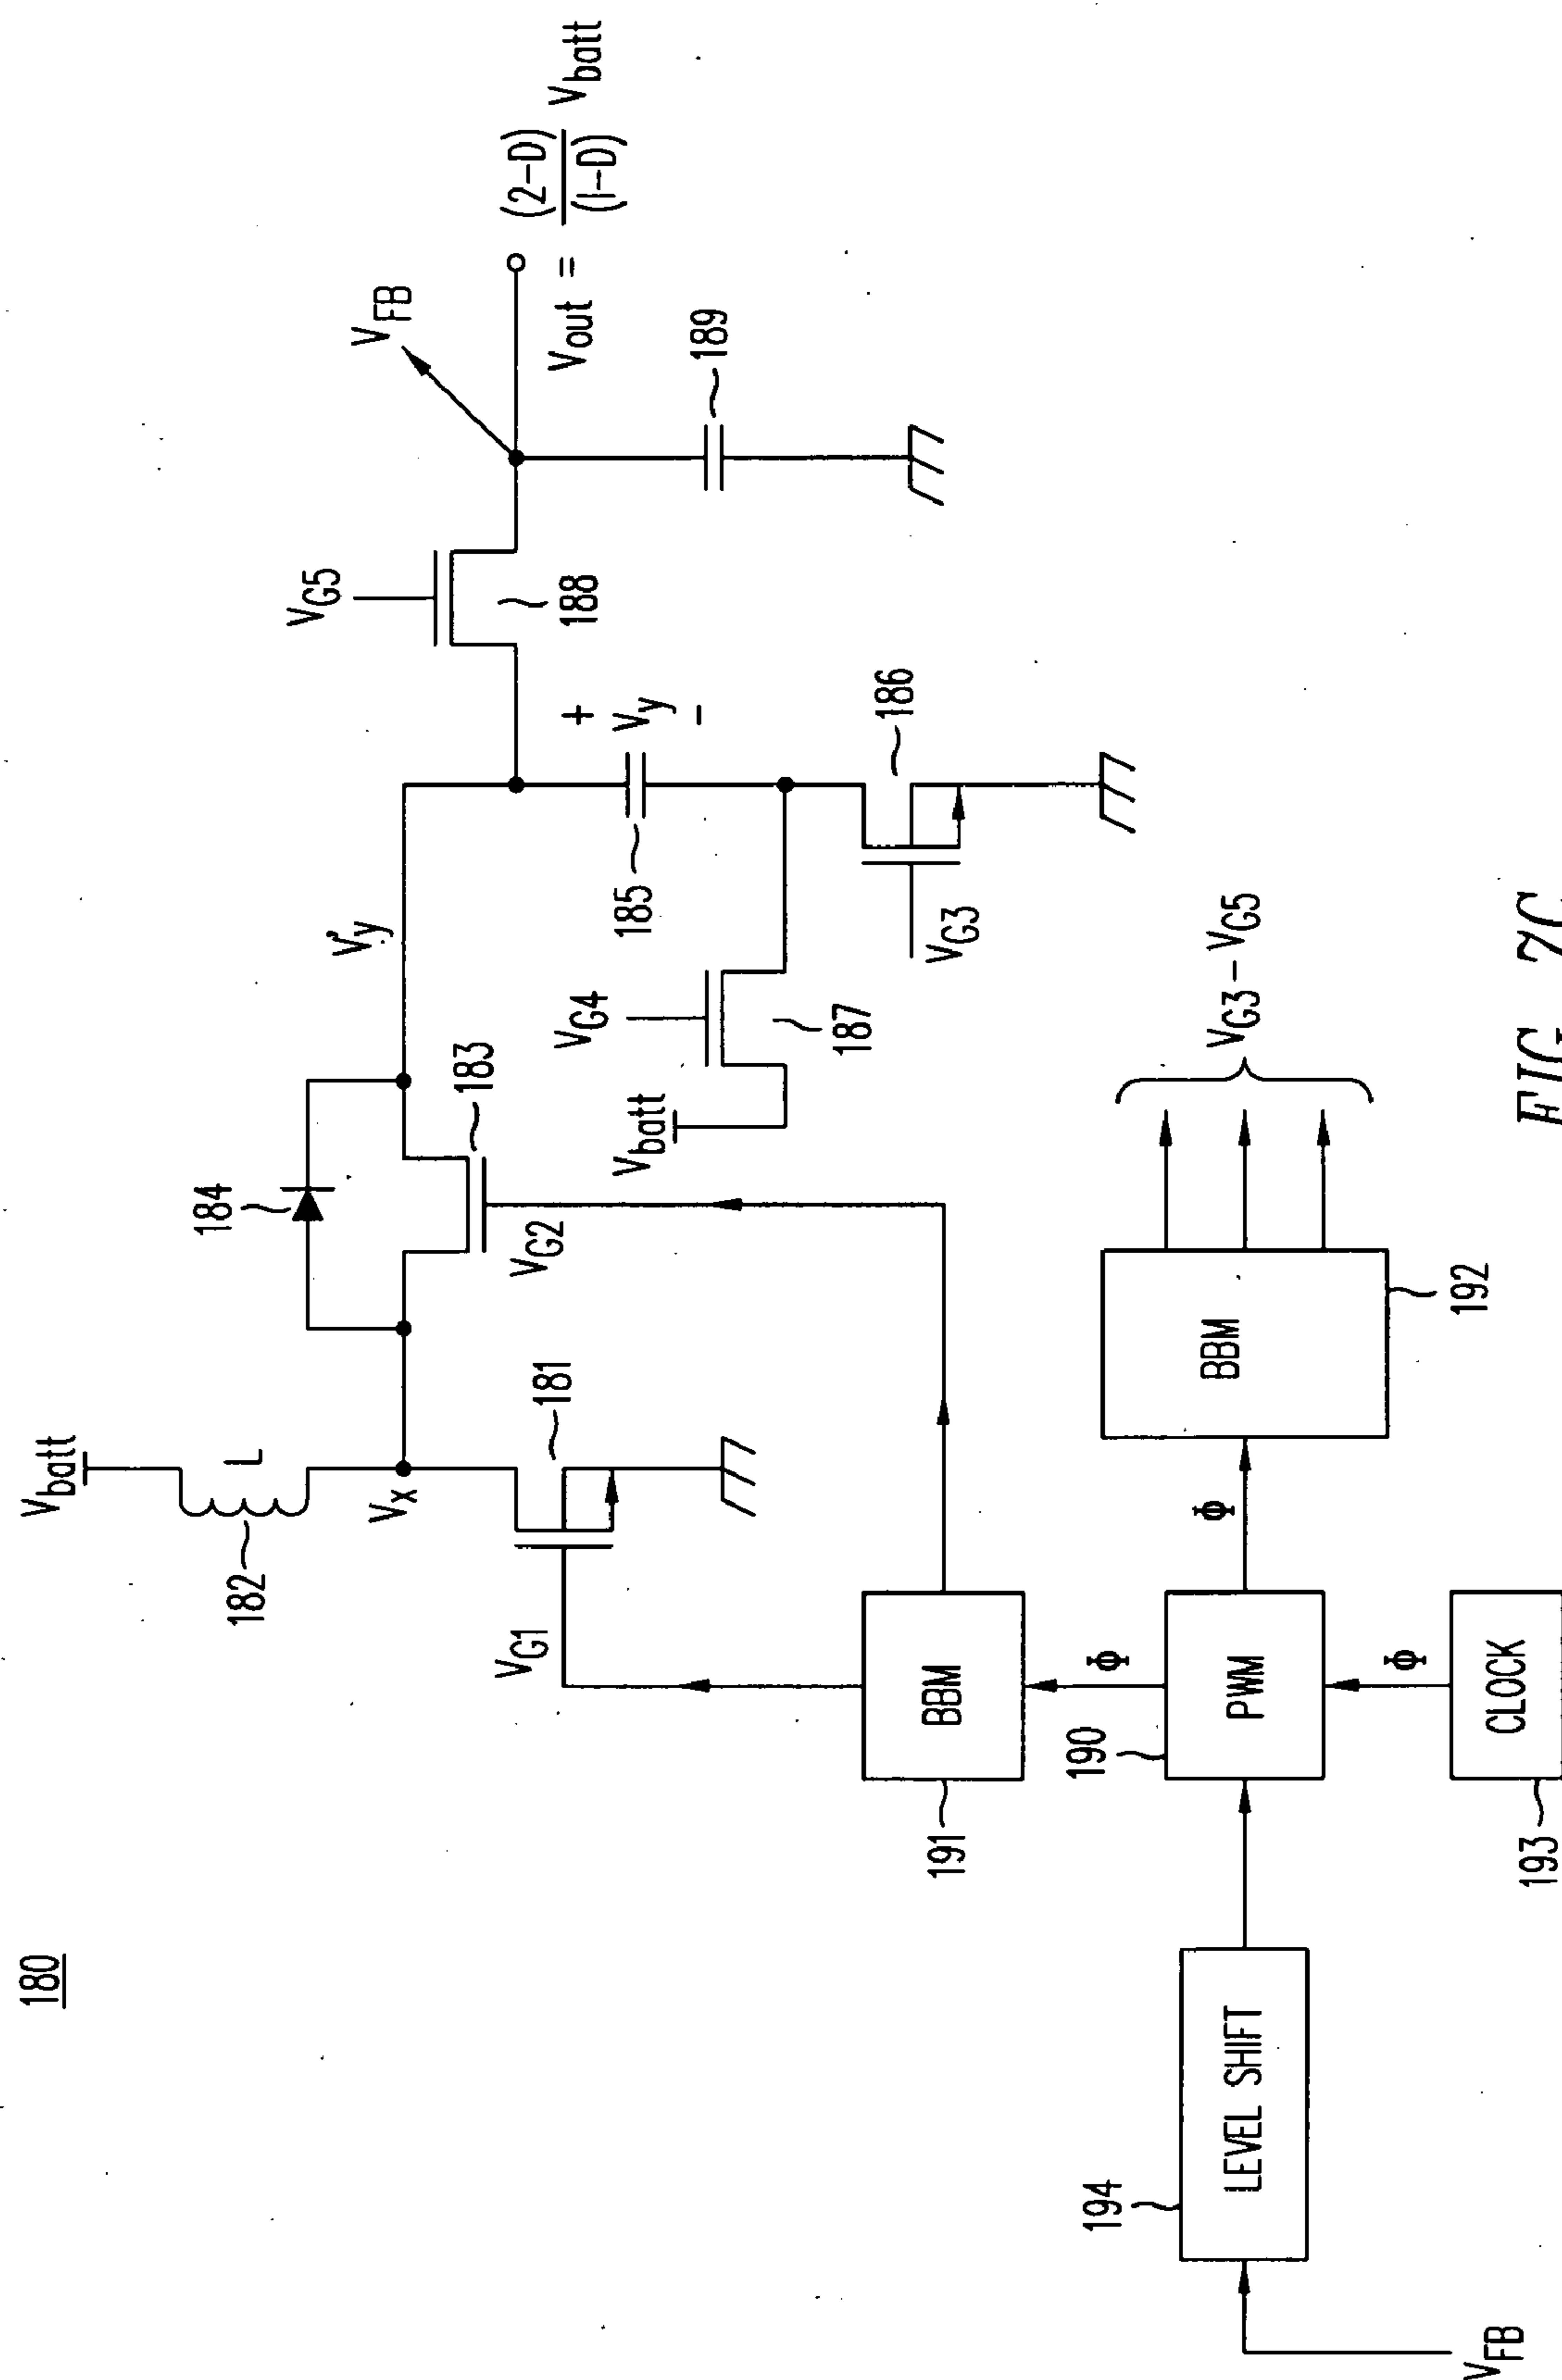 180
Vbatt
182
L
Vx
184
183
V'y
VG1
181
VG2
Vbatt
VG4
187
185
+
Vy
-
VG3
186
VG5
188
VFB
189
Vout = (2-D) / (1-D) Vbatt
BBM
191
Φ
PWM
190
Φ
Φ
CLOCK
193
BBM
192
VG3-VG5
LEVEL SHIFT
194
VFB
FIG. 7C